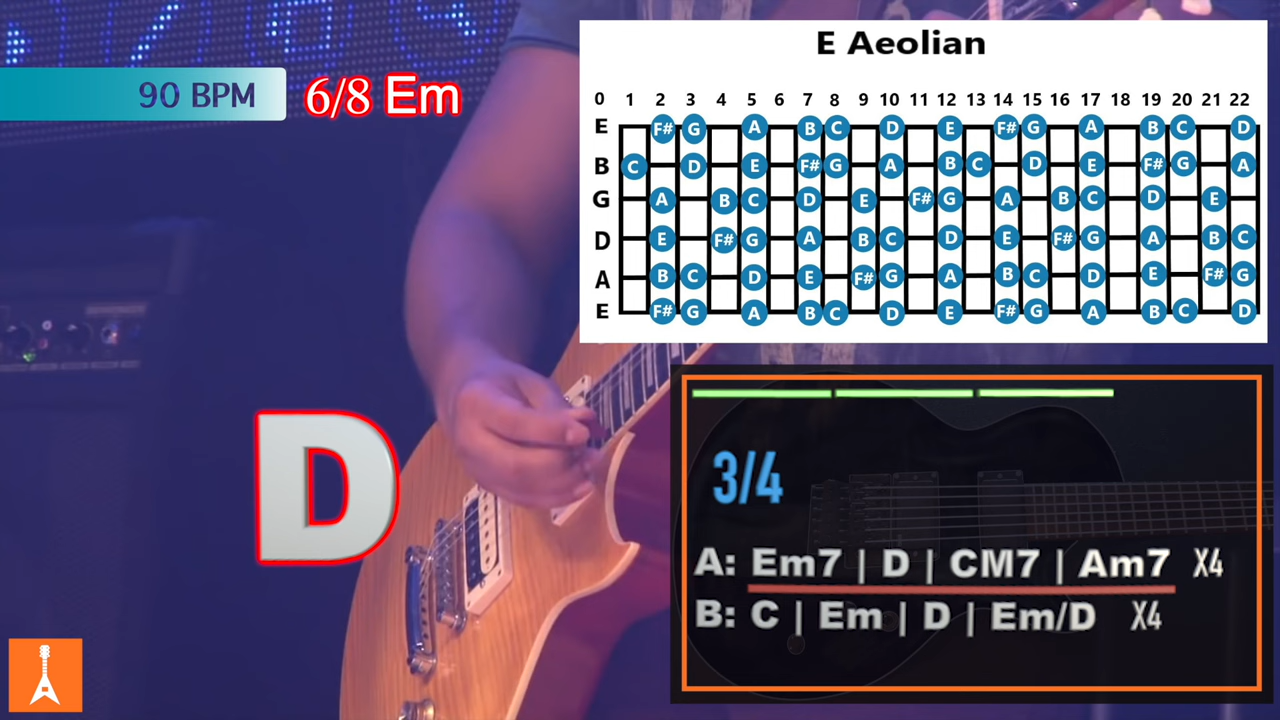 90 BPM 6/8 Em
E Aeolian
0 1 2 3 4 5 6 7 8 9 10 11 12 13 14 15 16 17 18 19 20 21 22
E F# G A B C D E F# G A B C D
B C D E F# G A B C D E F# G A
G A B C D E F# G A B C D E
D E F# G A B C D E F# G A B C
A B C D E F# G A B C D E F# G
E F# G A B C D E F# G A B C D
D
3/4
A: Em7 | D | CM7 | Am7 X4
B: C | Em | D | Em/D X4